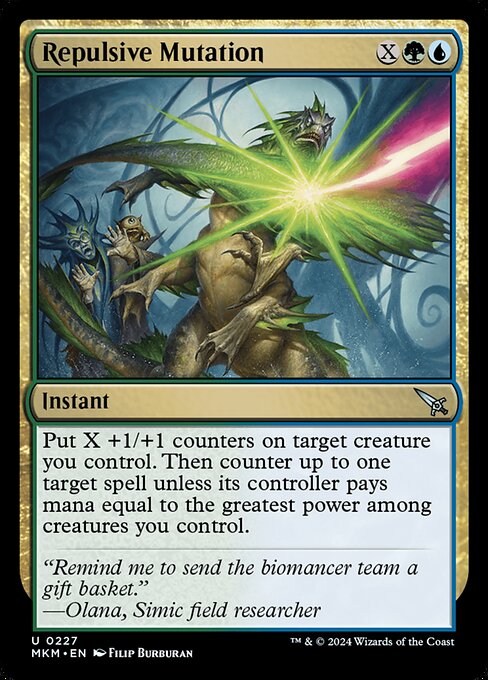 Repulsive Mutation X
Instant
Put X +1/+1 counters on target creature
you control. Then counter up to one
target spell unless its controller pays
mana equal to the greatest power among
creatures you control.
“Remind me to send the biomancer team a
gift basket.”
—Olana, Simic field researcher
U 0227
MKM • EN Filip Burburan
™ & © 2024 Wizards of the Coast